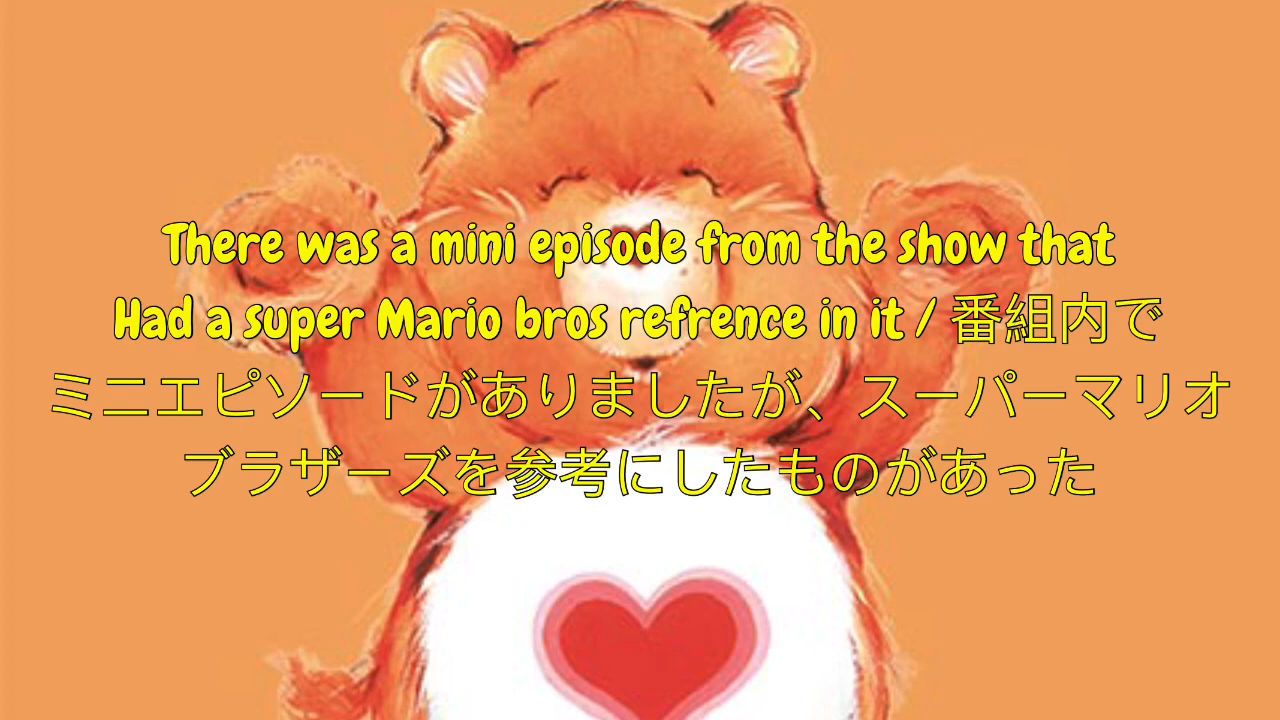 There was a mini episode from the show that
Had a super Mario bros refrence in it / 番組内で
ミニエピソードがありましたが、スーパーマリオ
ブラザーズを参考にしたものがあった